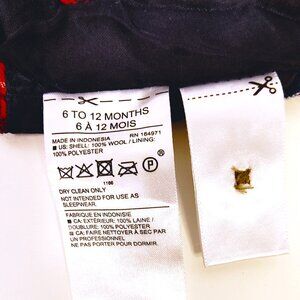 6 TO 12 MONTHS
6 À 12 MOIS
MADE IN INDONESIA RN 164971
■ US: SHELL: 100% WOOL / LINING:
100% POLYESTER
P
1166
DRY CLEAN ONLY
NOT INTENDED FOR USE AS
SLEEPWEAR.
FABRIQUÉ EN INDONÉSIE
■ CA: EXTÉRIEUR: 100% LAINE /
DOUBLURE: 100% POLYESTER
■ CA: FAIRE NETTOYER À SEC PAR
UN PROFESSIONNEL
NE PAS PORTER POUR DORMIR.